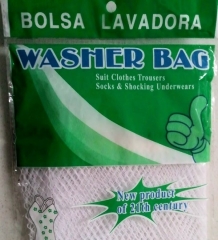 BOLSA LAVADORA
WASHER BAG
Suit Clothes Trousers
Socks & Shocking Underwears
New product
of 21th century